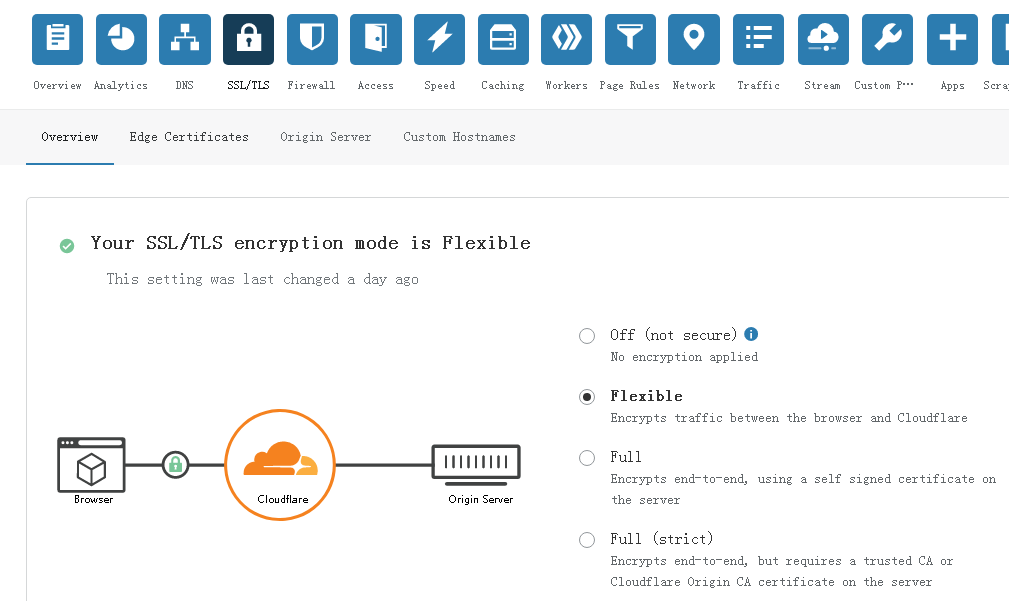 Overview Analytics DNS SSL/TLS Firewall Access Speed Caching Workers Page Rules Network Traffic Stream Custom P··· Apps Scra
Overview Edge Certificates Origin Server Custom Hostnames
Your SSL/TLS encryption mode is Flexible
This setting was last changed a day ago
Off (not secure)
No encryption applied
Flexible
Encrypts traffic between the browser and Cloudflare
Full
Encrypts end-to-end, using a self signed certificate on
the server
Full (strict)
Encrypts end-to-end, but requires a trusted CA or
Cloudflare Origin CA certificate on the server
Browser
Cloudflare
Origin Server